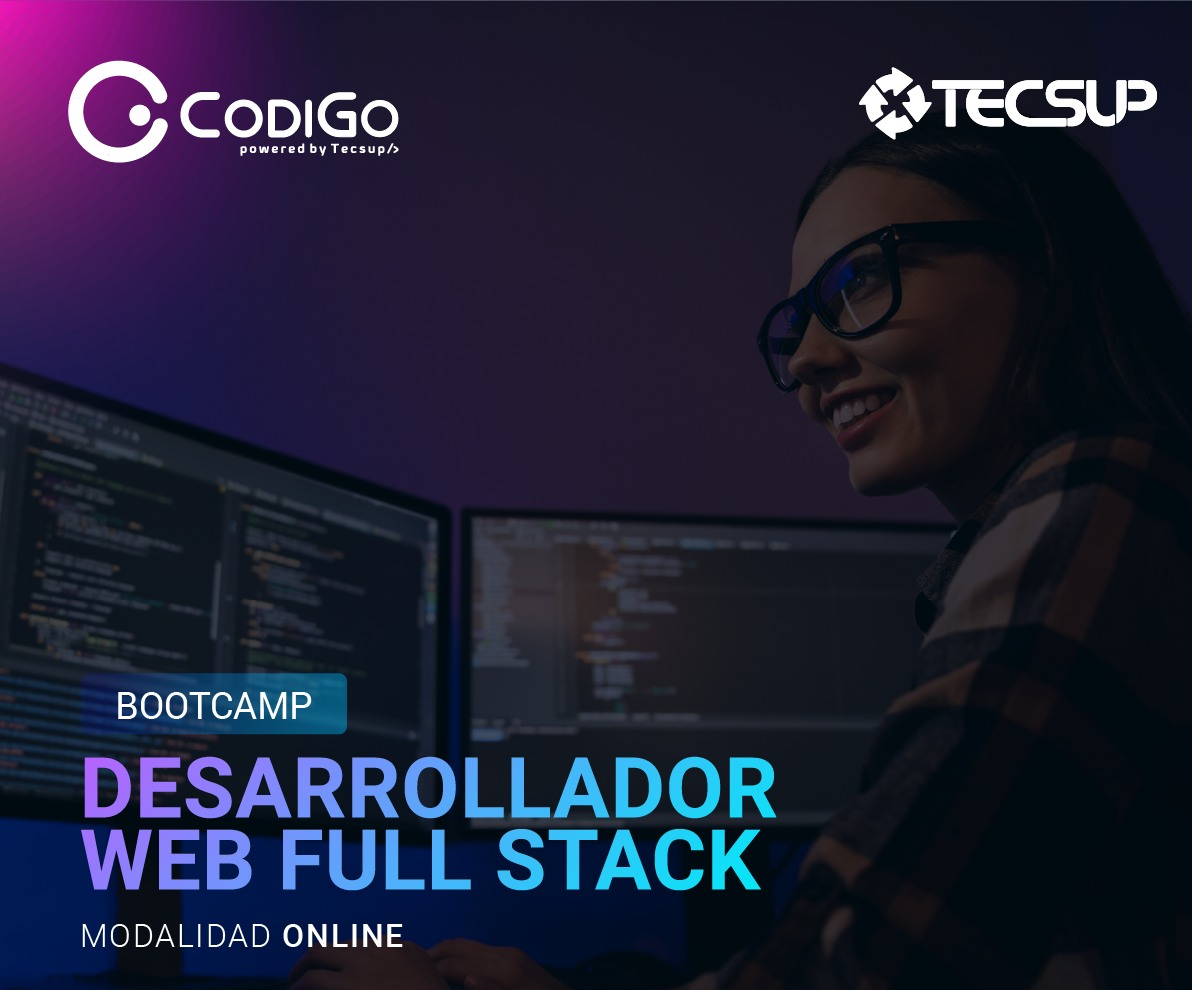 CODIGO
powered by Tecsup/>
TECSUP
BOOTCAMP
DESARROLLADOR
WEB FULL STACK
MODALIDAD ONLINE